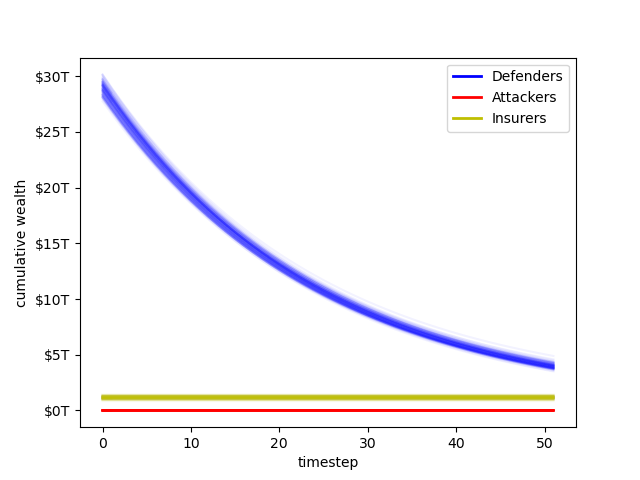 $30T
$25T
$20T
$15T
$10T
$5T
$0T
cumulative wealth
Defenders
Attackers
Insurers
0 10 20 30 40 50
timestep